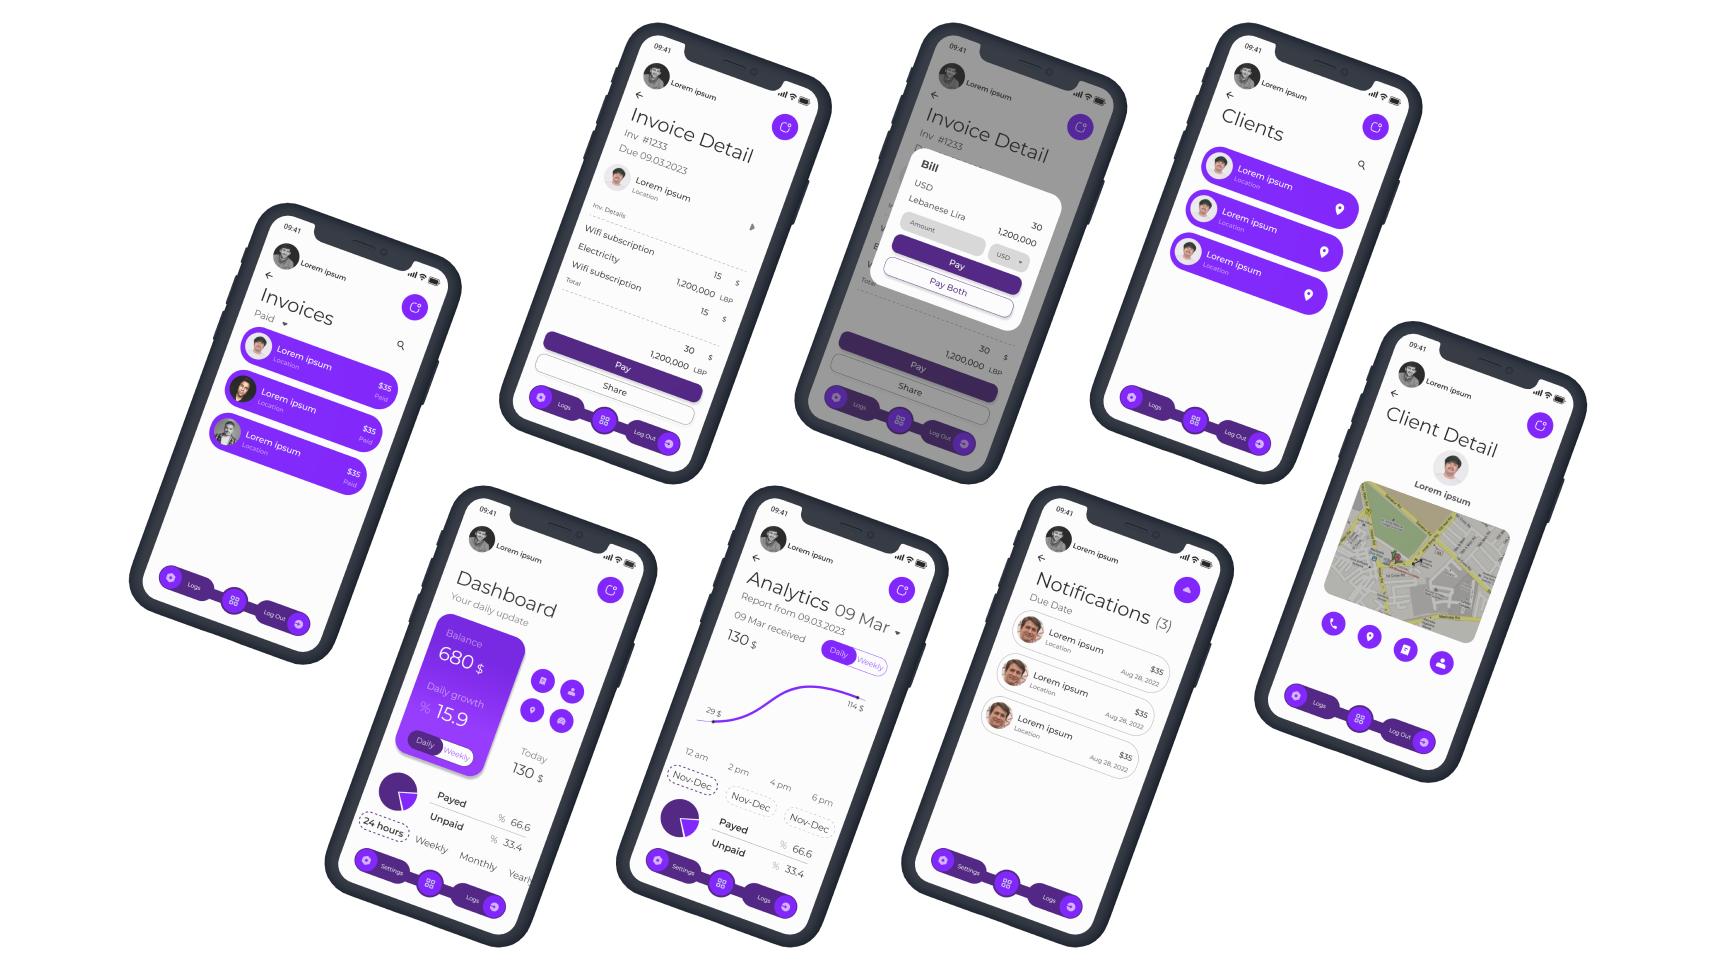 09:41
Lorem ipsum
Invoices
Paid
Lorem ipsum
Location
$35
Paid
Lorem ipsum
Location
$35
Paid
Lorem ipsum
Location
$35
Paid
Logs
Log Out
09:41
Lorem ipsum
Invoice Detail
Inv #1233
Due 09.03.2023
Lorem ipsum
Location
Inv. Details
Wifi subscription
15 $
Electricity
1,200,000 LBP
Wifi subscription
15 $
Total
30 $
1,200,000 LBP
Pay
Share
Logs
Log Out
09:41
Lorem ipsum
Invoice Detail
Inv #1233
Bill
USD
30
Lebanese Lira
1,200,000
Amount
USD
Pay
Pay Both
Total
30 $
1,200,000 LBP
Pay
Share
Logs
Log Out
09:41
Lorem ipsum
Clients
Lorem ipsum
Location
Lorem ipsum
Location
Lorem ipsum
Location
Logs
Log Out
09:41
Lorem ipsum
Client Detail
Lorem ipsum
Logs
Log Out
09:41
Lorem ipsum
Dashboard
Your daily update
Balance
680 $
Daily growth
% 15.9
Daily
Weekly
Today
130 $
Payed
% 66.6
Unpaid
% 33.4
24 hours
Weekly
Monthly
Yearly
Settings
Logs
09:41
Lorem ipsum
Analytics 09 Mar
Report from 09.03.2023
09 Mar received
130 $
Daily
Weekly
29 $
114 $
12 am
2 pm
4 pm
6 pm
Nov-Dec
Nov-Dec
Nov-Dec
Payed
% 66.6
Unpaid
% 33.4
Settings
Logs
09:41
Lorem ipsum
Notifications (3)
Due Date
Lorem ipsum
Location
$35
Aug 28, 2022
Lorem ipsum
Location
$35
Aug 28, 2022
Lorem ipsum
Location
$35
Aug 28, 2022
Settings
Logs